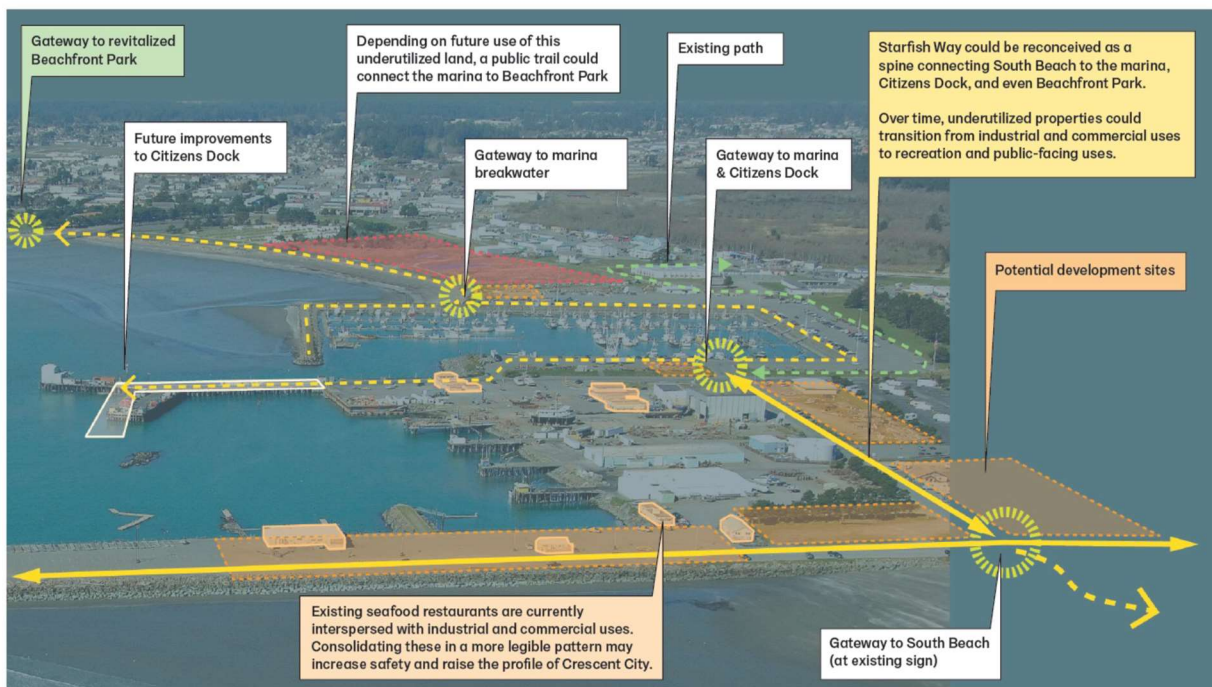 Gateway to revitalized
Beachfront Park
Depending on future use of this
underutilized land, a public trail could
connect the marina to Beachfront Park
Existing path
Starfish Way could be reconceived as a
spine connecting South Beach to the marina,
Citizens Dock, and even Beachfront Park.
Over time, underutilized properties could
transition from industrial and commercial uses
to recreation and public-facing uses.
Future improvements
to Citizens Dock
Gateway to marina
breakwater
Gateway to marina
& Citizens Dock
Potential development sites
Existing seafood restaurants are currently
interspersed with industrial and commercial uses.
Consolidating these in a more legible pattern may
increase safety and raise the profile of Crescent City.
Gateway to South Beach
(at existing sign)